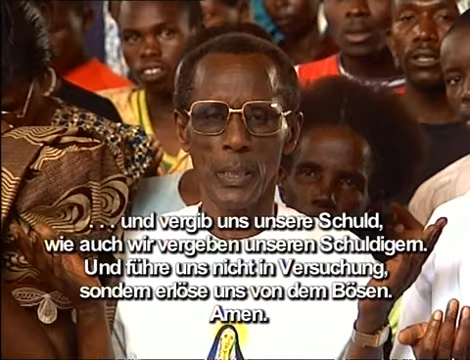 . . . und vergib uns unsere Schuld,
wie auch wir vergeben unseren Schuldigern.
Und führe uns nicht in Versuchung,
sondern erlöse uns von dem Bösen.
Amen.